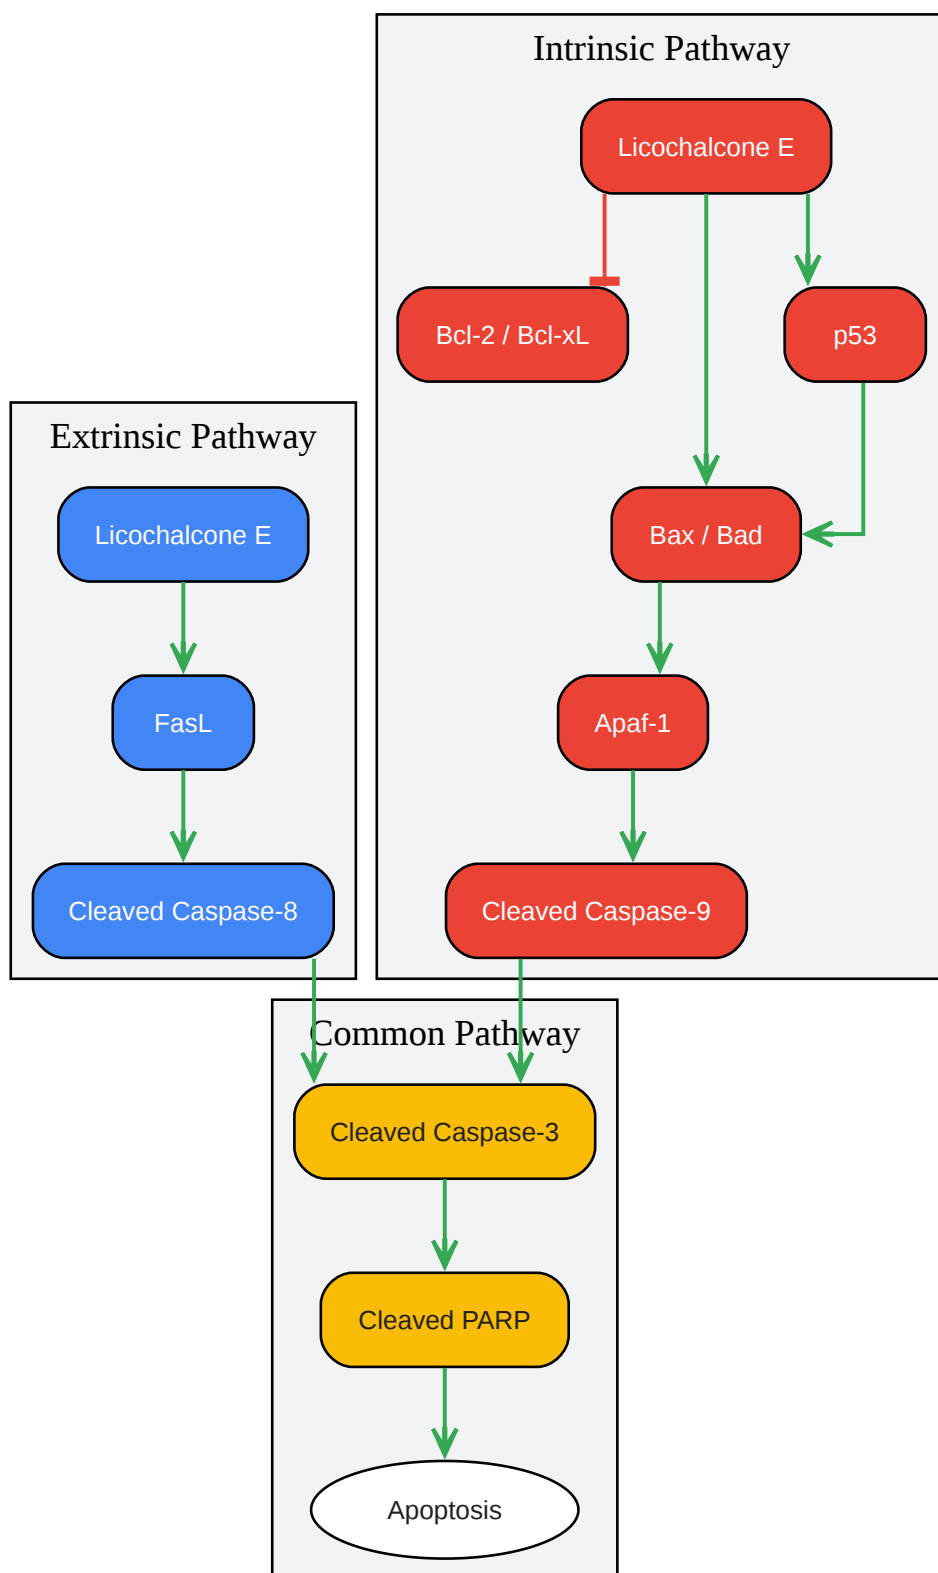 Intrinsic Pathway
Licochalcone E
Bcl-2 / Bcl-xL
p53
Extrinsic Pathway
Licochalcone E
Bax / Bad
FasL
Apaf-1
Cleaved Caspase-8
Cleaved Caspase-9
Common Pathway
Cleaved Caspase-3
Cleaved PARP
Apoptosis